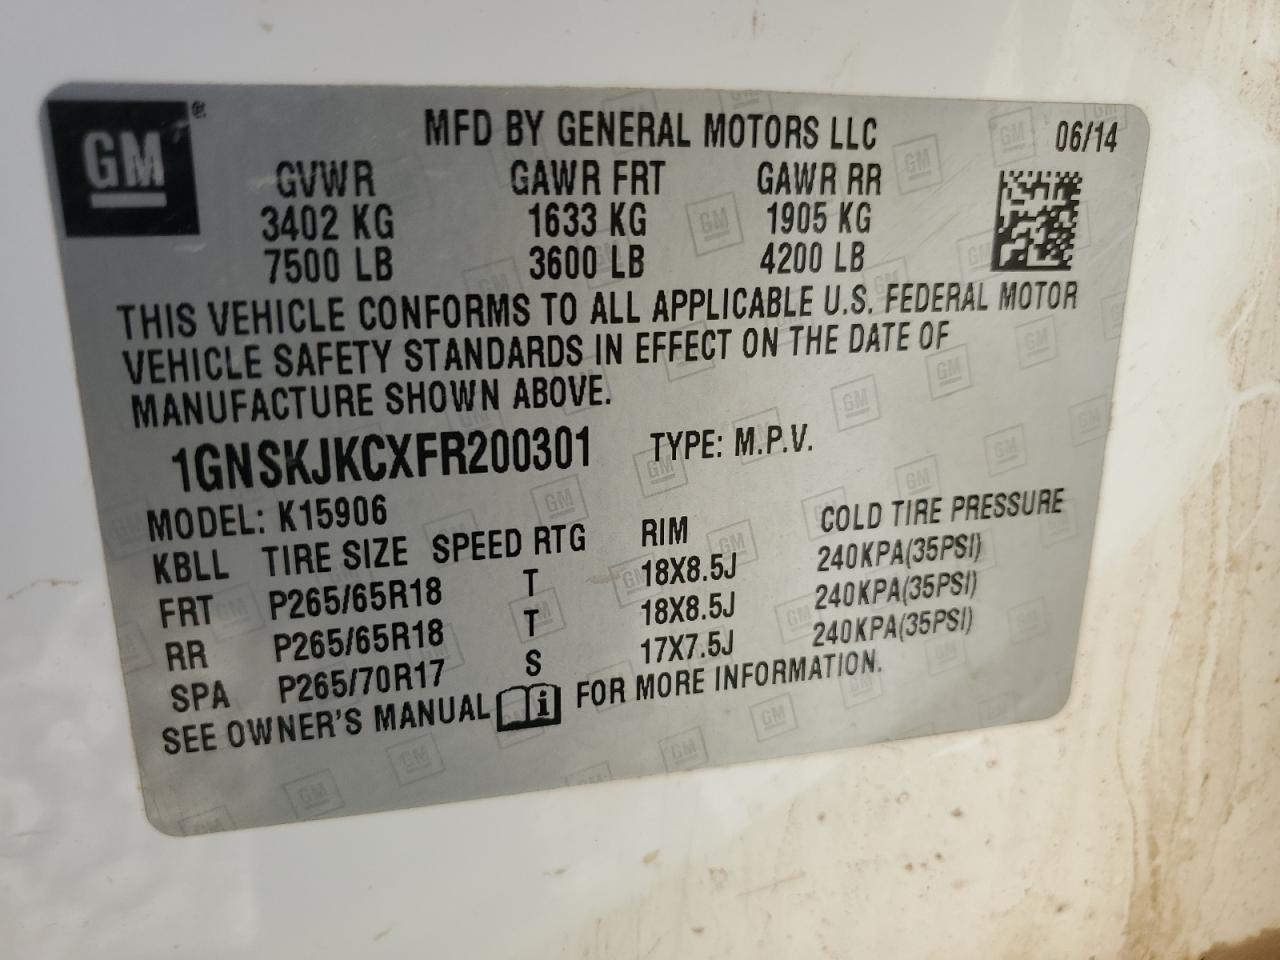 GM ®
MFD BY GENERAL MOTORS LLC 06/14
GVWR GAWR FRT GAWR RR
3402 KG 1633 KG 1905 KG
7500 LB 3600 LB 4200 LB
THIS VEHICLE CONFORMS TO ALL APPLICABLE U.S. FEDERAL MOTOR
VEHICLE SAFETY STANDARDS IN EFFECT ON THE DATE OF
MANUFACTURE SHOWN ABOVE.
1GNSKJKCXFR200301 TYPE: M.P.V.
MODEL: K15906
KBLL TIRE SIZE SPEED RTG RIM COLD TIRE PRESSURE
FRT P265/65R18 T 18X8.5J 240KPA(35PSI)
RR P265/65R18 T 18X8.5J 240KPA(35PSI)
SPA P265/70R17 S 17X7.5J 240KPA(35PSI)
SEE OWNER'S MANUAL i FOR MORE INFORMATION.